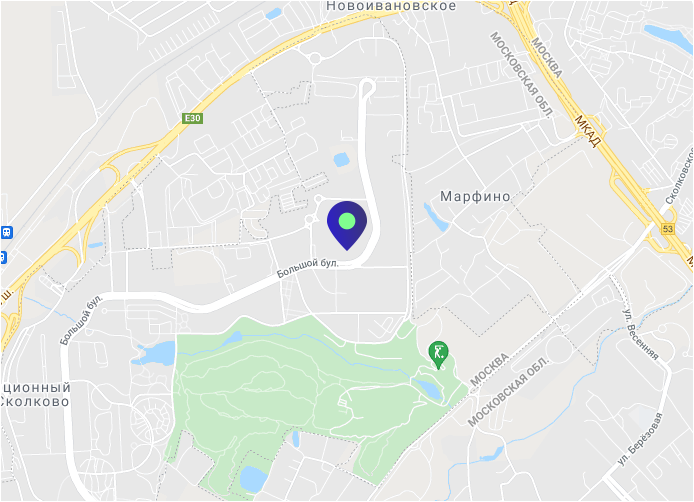 Новоивановское
МОСКВА
МОСКОВСКАЯ ОБЛ.
E30
МКАД
Сколковское
Марфино
53
Большой бул.
ш.
Большой бул.
ул. Весенняя
МОСКВА
МОСКОВСКАЯ ОБЛ.
ционный
Сколково
ул. Берёзовая